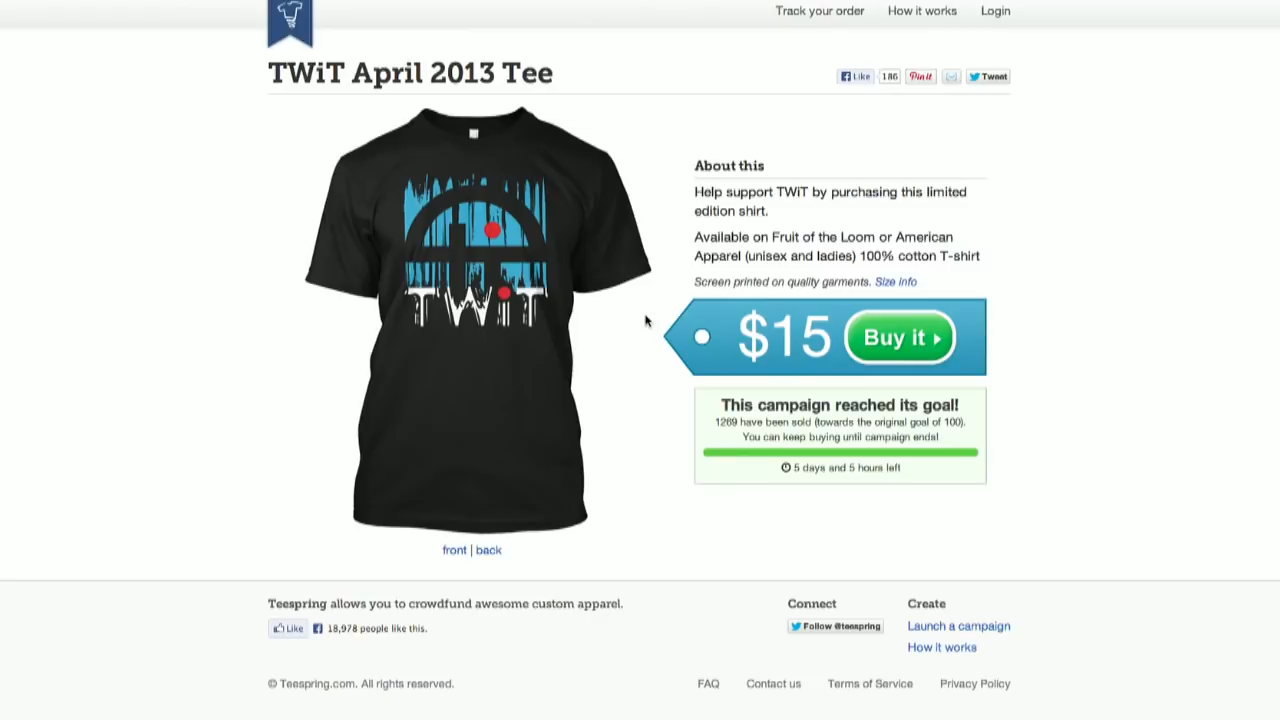 Track your order How it works Login
TWiT April 2013 Tee
Like 186 Pin it Tweet
TWiT
About this
Help support TWiT by purchasing this limited
edition shirt.
Available on Fruit of the Loom or American
Apparel (unisex and ladies) 100% cotton T-shirt
Screen printed on quality garments. Size info
$15 Buy it
This campaign reached its goal!
1269 have been sold (towards the original goal of 100).
You can keep buying until campaign ends!
5 days and 5 hours left
front | back
Teespring allows you to crowdfund awesome custom apparel.
Like 18,978 people like this.
Connect
Follow @teespring
Create
Launch a campaign
How it works
© Teespring.com. All rights reserved.
FAQ Contact us Terms of Service Privacy Policy